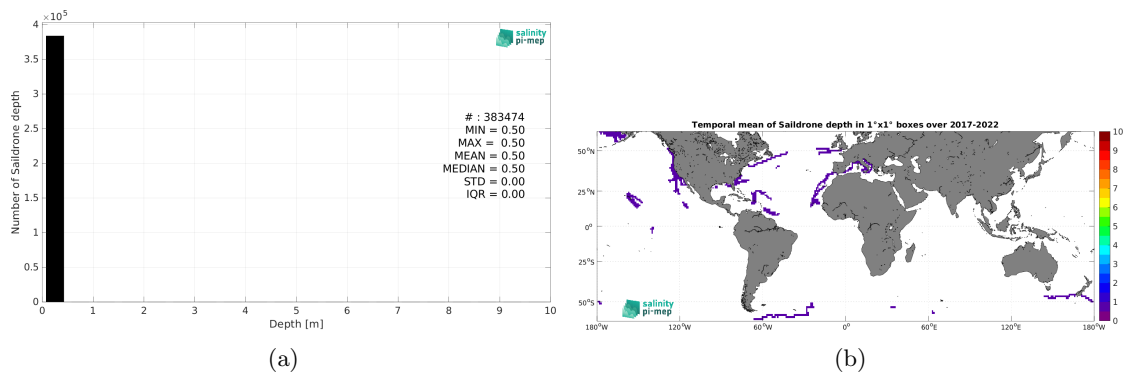 ×10^5
4
3.5
3
2.5
2
1.5
1
0.5
0
Number of Saildrone depth
salinity
pi-mep
# : 383474
MIN = 0.50
MAX = 0.50
MEAN = 0.50
MEDIAN = 0.50
STD = 0.00
IQR = 0.00
0 1 2 3 4 5 6 7 8 9 10
Depth [m]
(a)
Temporal mean of Saildrone depth in 1°x1° boxes over 2017-2022
50°N
25°N
0°
25°S
50°S
salinity
pi-mep
180°W 120°W 60°W 0° 60°E 120°E 180°W
10
9
8
7
6
5
4
3
2
1
0
(b)